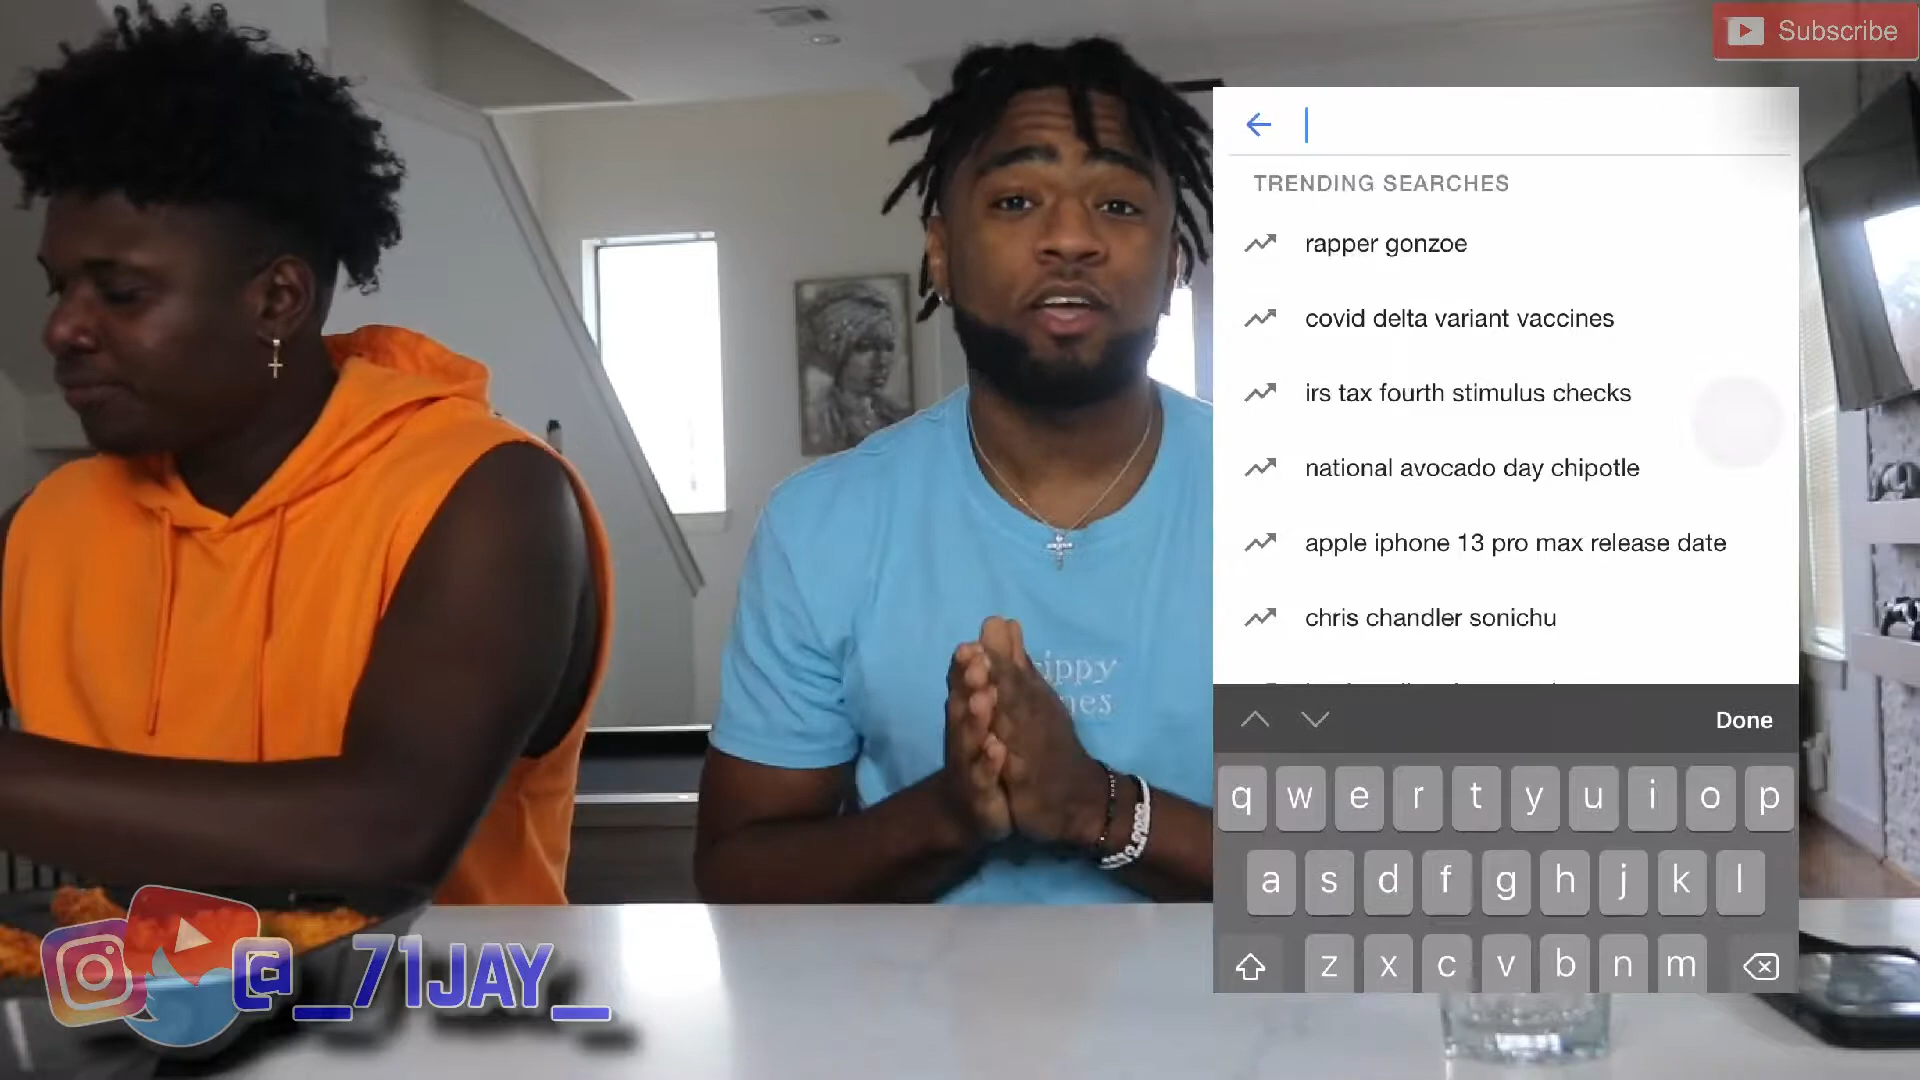 Subscribe
TRENDING SEARCHES
rapper gonzoe
covid delta variant vaccines
irs tax fourth stimulus checks
national avocado day chipotle
apple iphone 13 pro max release date
chris chandler sonichu
Done
q w e r t y u i o p
a s d f g h j k l
z x c v b n m
@__71JAY_